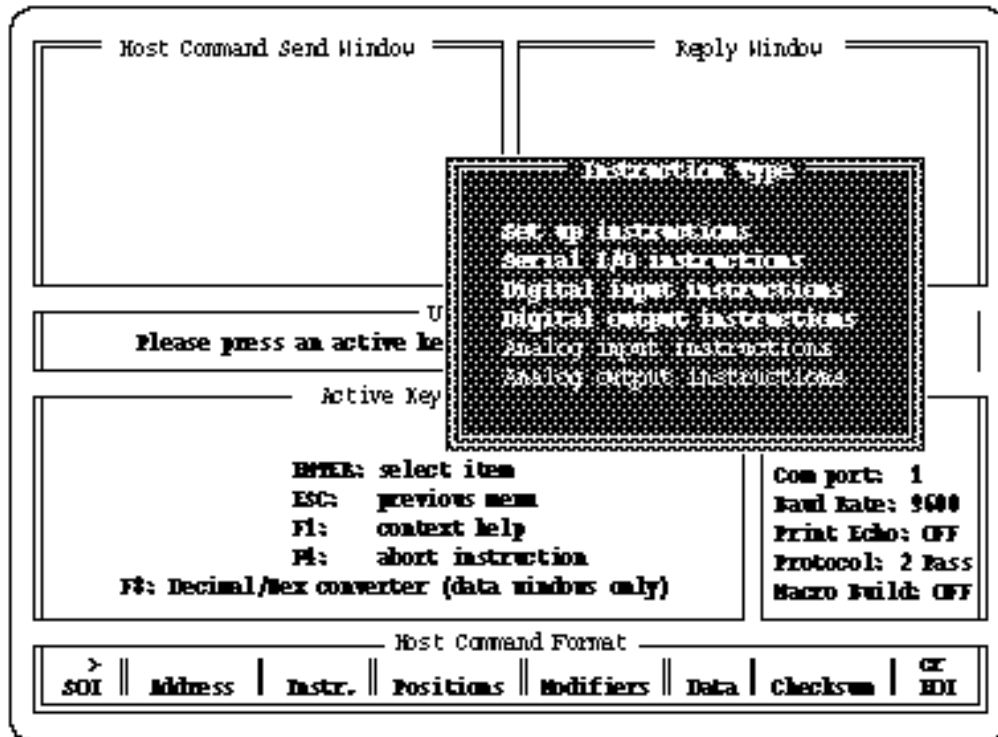 Host Command Send Window
Reply Window
Instruction Type
Set up instructions
Serial I/O instructions
Digital input instructions
Digital output instructions
Analog input instructions
Analog output instructions
U
Please press an active ke
Active Key
ENTER: select item
ESC: previous menu
F1: context help
F4: abort instruction
F8: Decimal/Hex converter (data windows only)
Com port: 1
Baud Rate: 9600
Print Echo: OFF
Protocol: 2 Pass
Macro Build: OFF
Host Command Format
> cr
SOI Address Instr. Positions Modifiers Data Checksum EOI